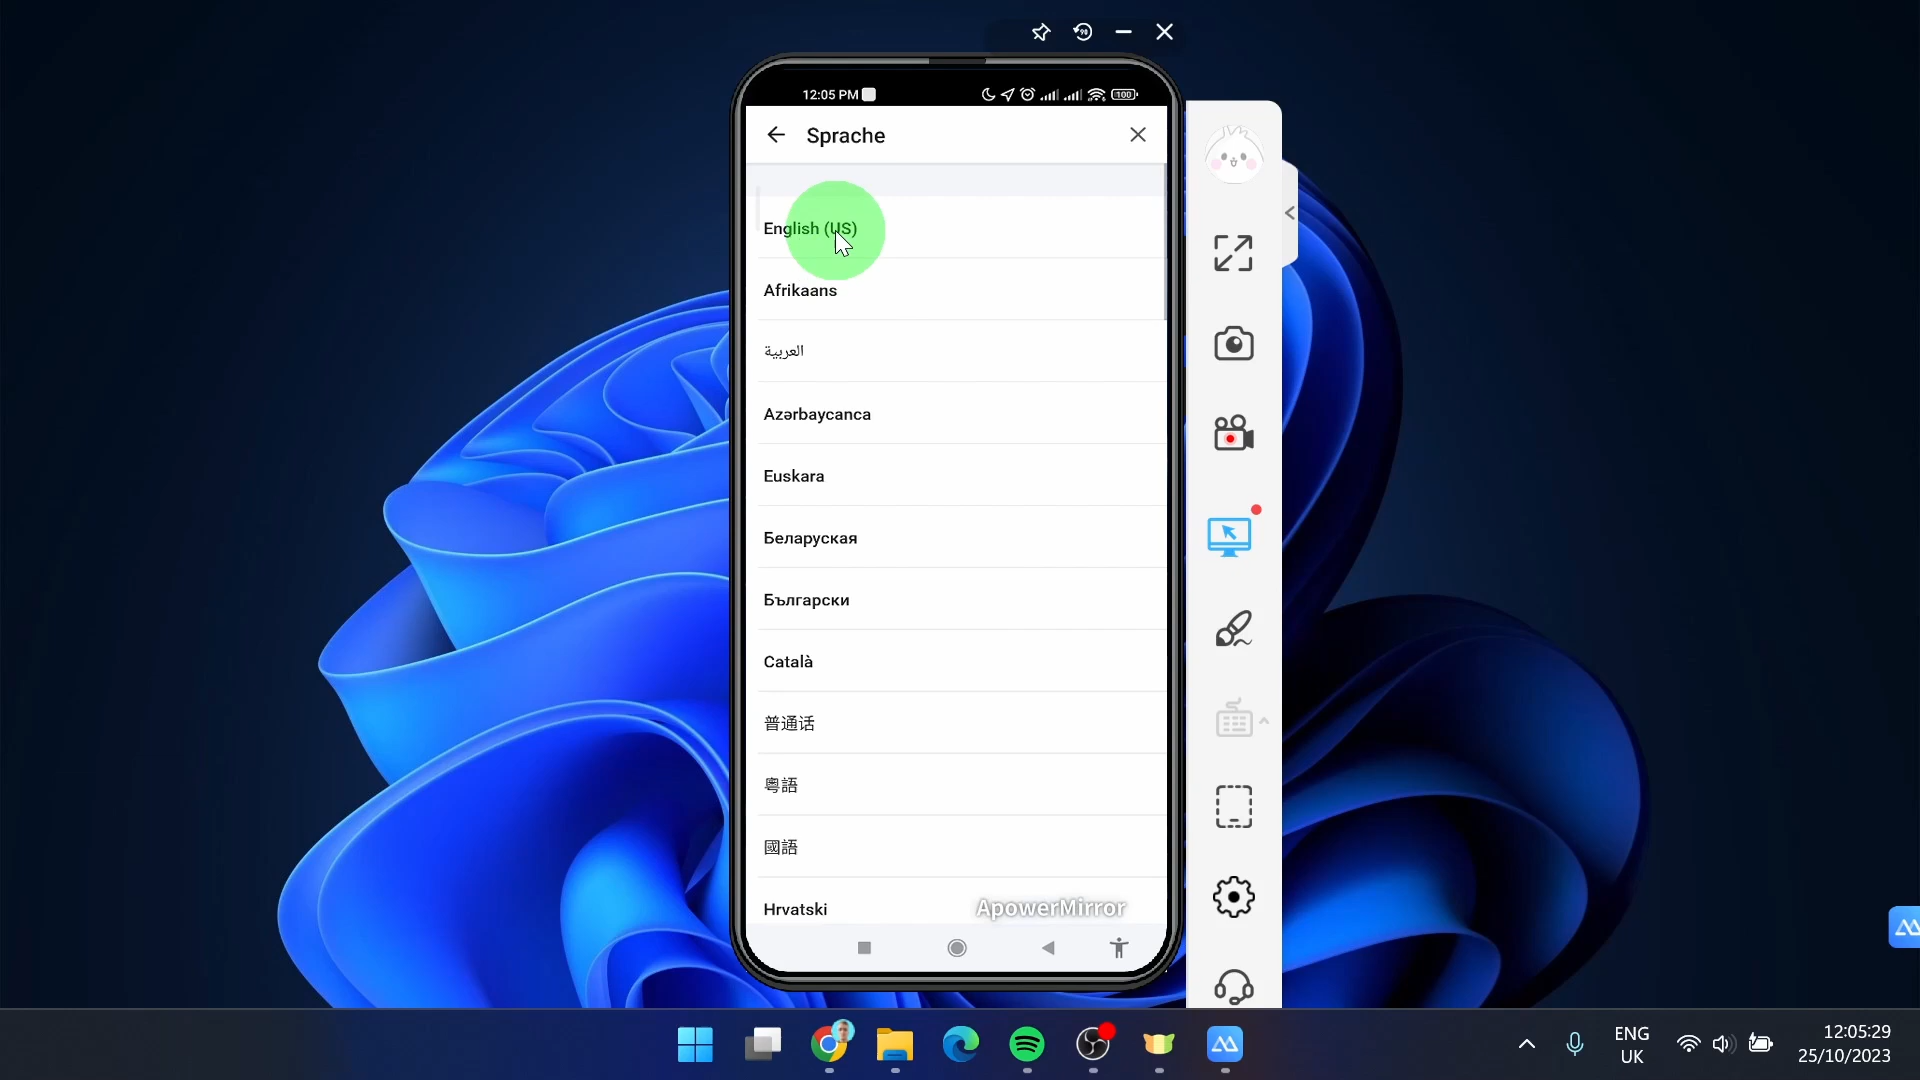 12:05 PM
100
Sprache
English (US)
Afrikaans
العربية
Azərbaycanca
Euskara
Беларуская
Български
Català
普通话
粵語
國語
Hrvatski
ApowerMirror
ENG
UK
12:05:29
25/10/2023